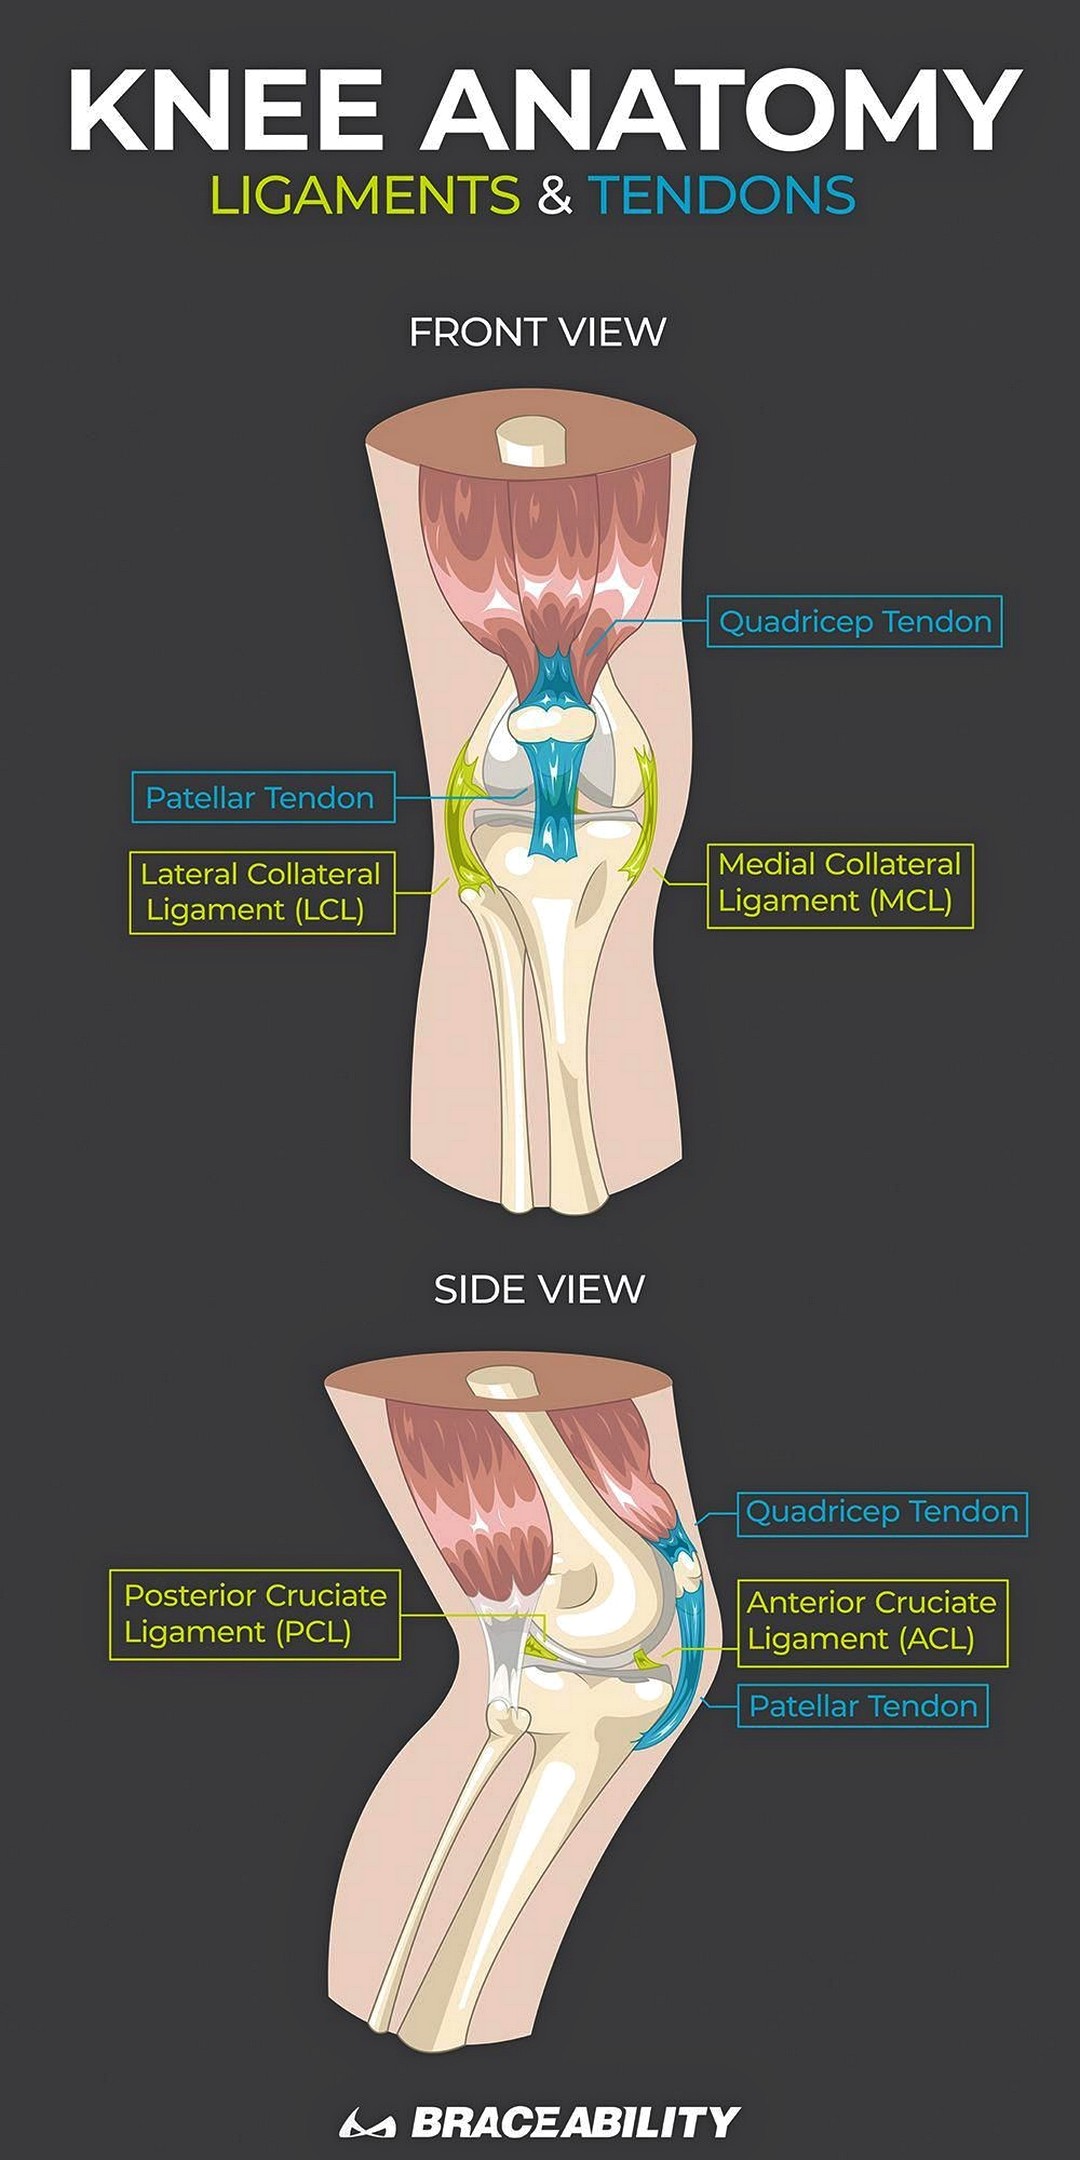 KNEE ANATOMY
LIGAMENTS & TENDONS
FRONT VIEW
Quadricep Tendon
Patellar Tendon
Lateral Collateral
Ligament (LCL)
Medial Collateral
Ligament (MCL)
SIDE VIEW
Quadricep Tendon
Posterior Cruciate
Ligament (PCL)
Anterior Cruciate
Ligament (ACL)
Patellar Tendon
BRACEABILITY